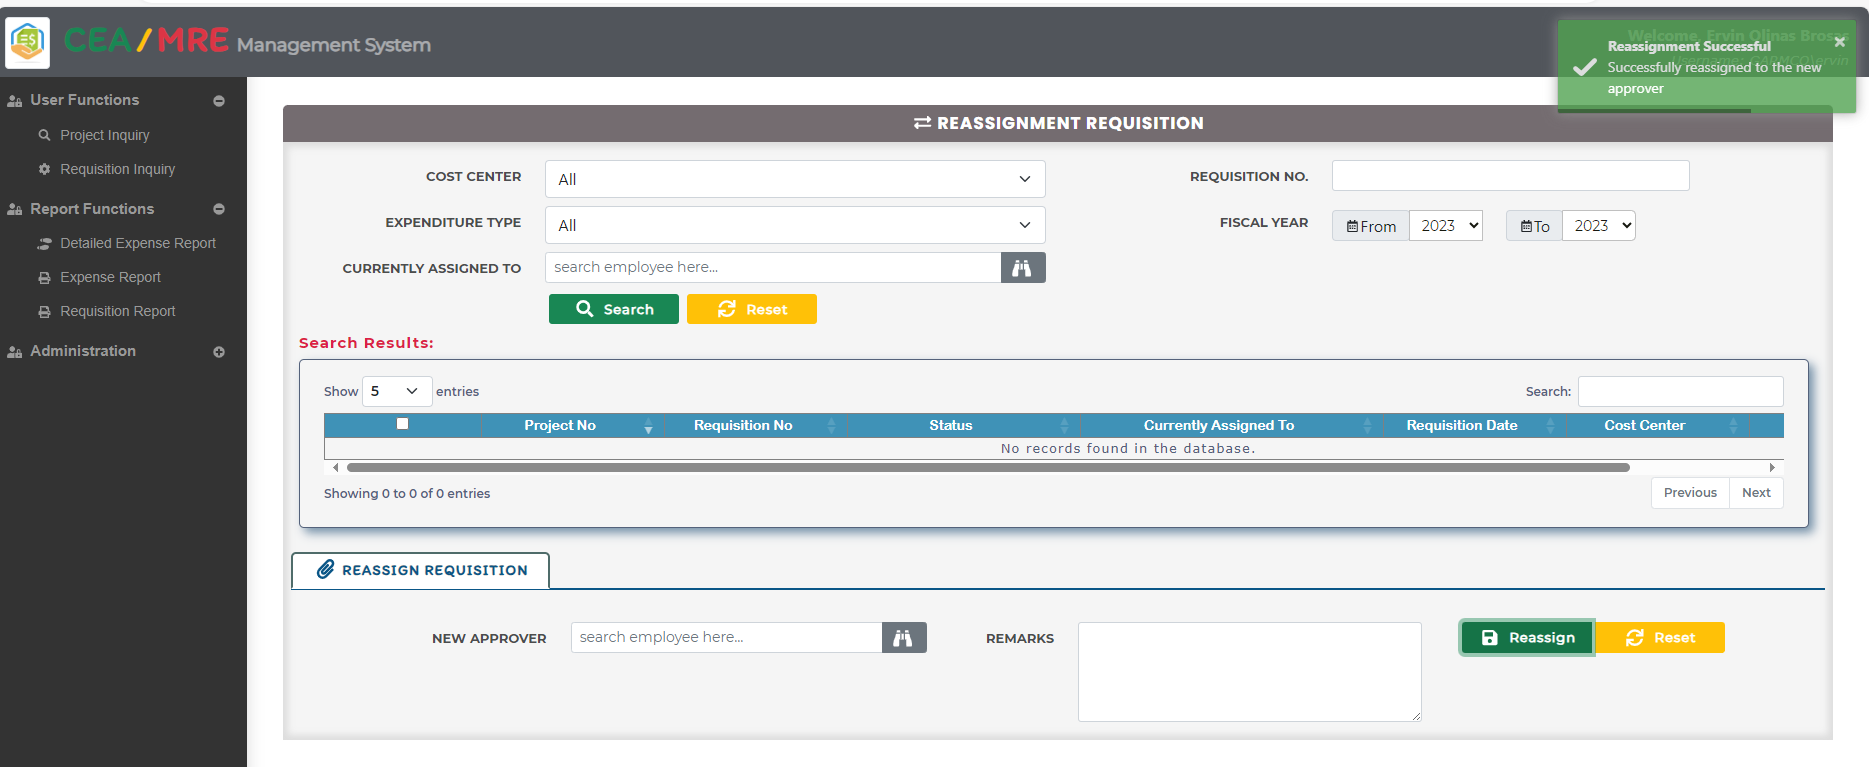 CEA/MRE Management System
Welcome, Ervin Olinas Brosas
Reassignment Successful
Successfully reassigned to the new
approver
User Functions
Project Inquiry
Requisition Inquiry
Report Functions
Detailed Expense Report
Expense Report
Requisition Report
Administration
REASSIGNMENT REQUISITION
COST CENTER
All
REQUISITION NO.
EXPENDITURE TYPE
All
FISCAL YEAR
From
2023
To
2023
CURRENTLY ASSIGNED TO
search employee here...
Search
Reset
Search Results:
Show 5 entries
Search:
Project No Requisition No Status Currently Assigned To Requisition Date Cost Center
No records found in the database.
Showing 0 to 0 of 0 entries
Previous Next
REASSIGN REQUISITION
NEW APPROVER
search employee here...
REMARKS
Reassign
Reset